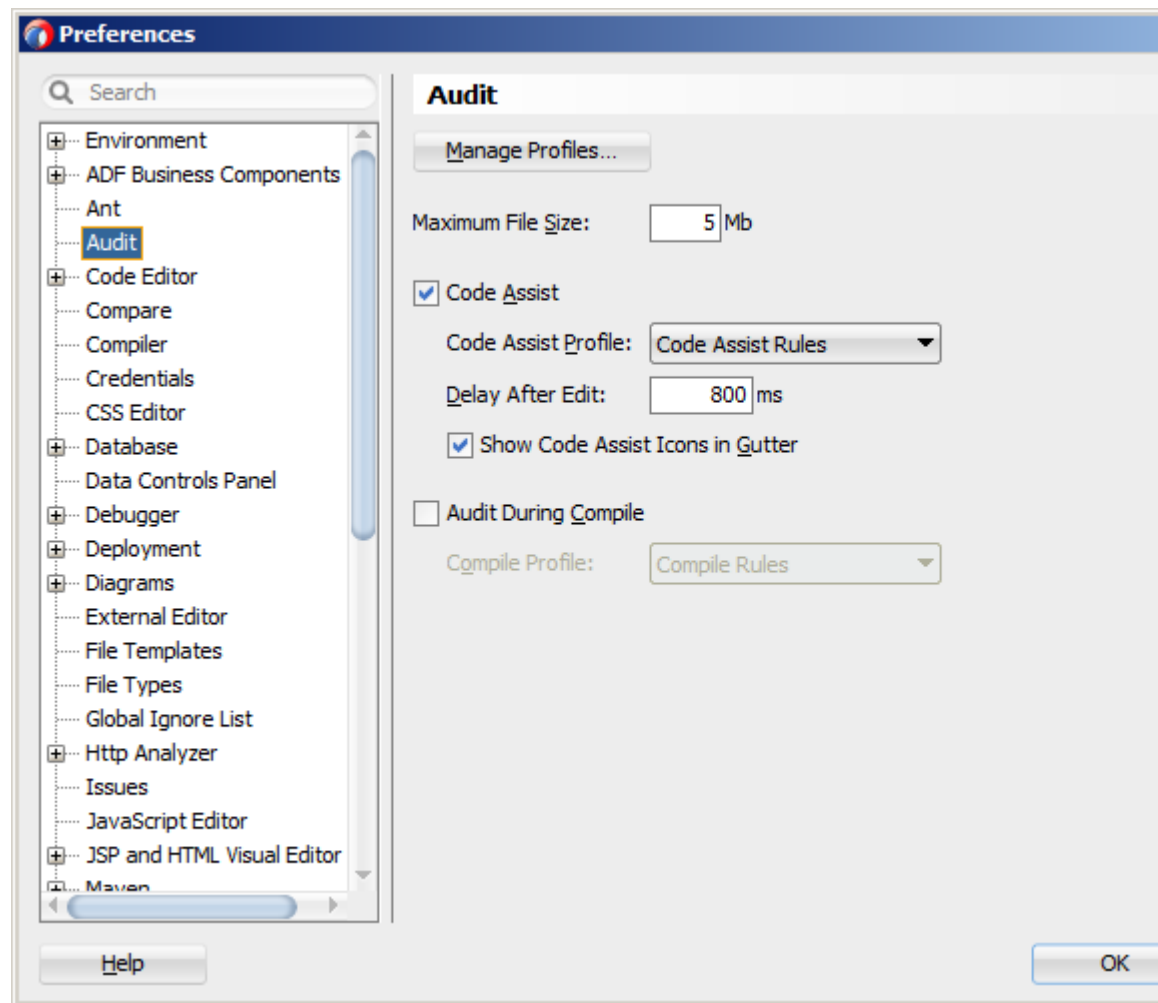 Preferences
Search
Environment
ADF Business Components
Ant
Audit
Code Editor
Compare
Compiler
Credentials
CSS Editor
Database
Data Controls Panel
Debugger
Deployment
Diagrams
External Editor
File Templates
File Types
Global Ignore List
Http Analyzer
Issues
JavaScript Editor
JSP and HTML Visual Editor
Maven
Help
Audit
Manage Profiles...
Maximum File Size: 5 Mb
Code Assist
Code Assist Profile: Code Assist Rules
Delay After Edit: 800 ms
Show Code Assist Icons in Gutter
Audit During Compile
Compile Profile: Compile Rules
OK